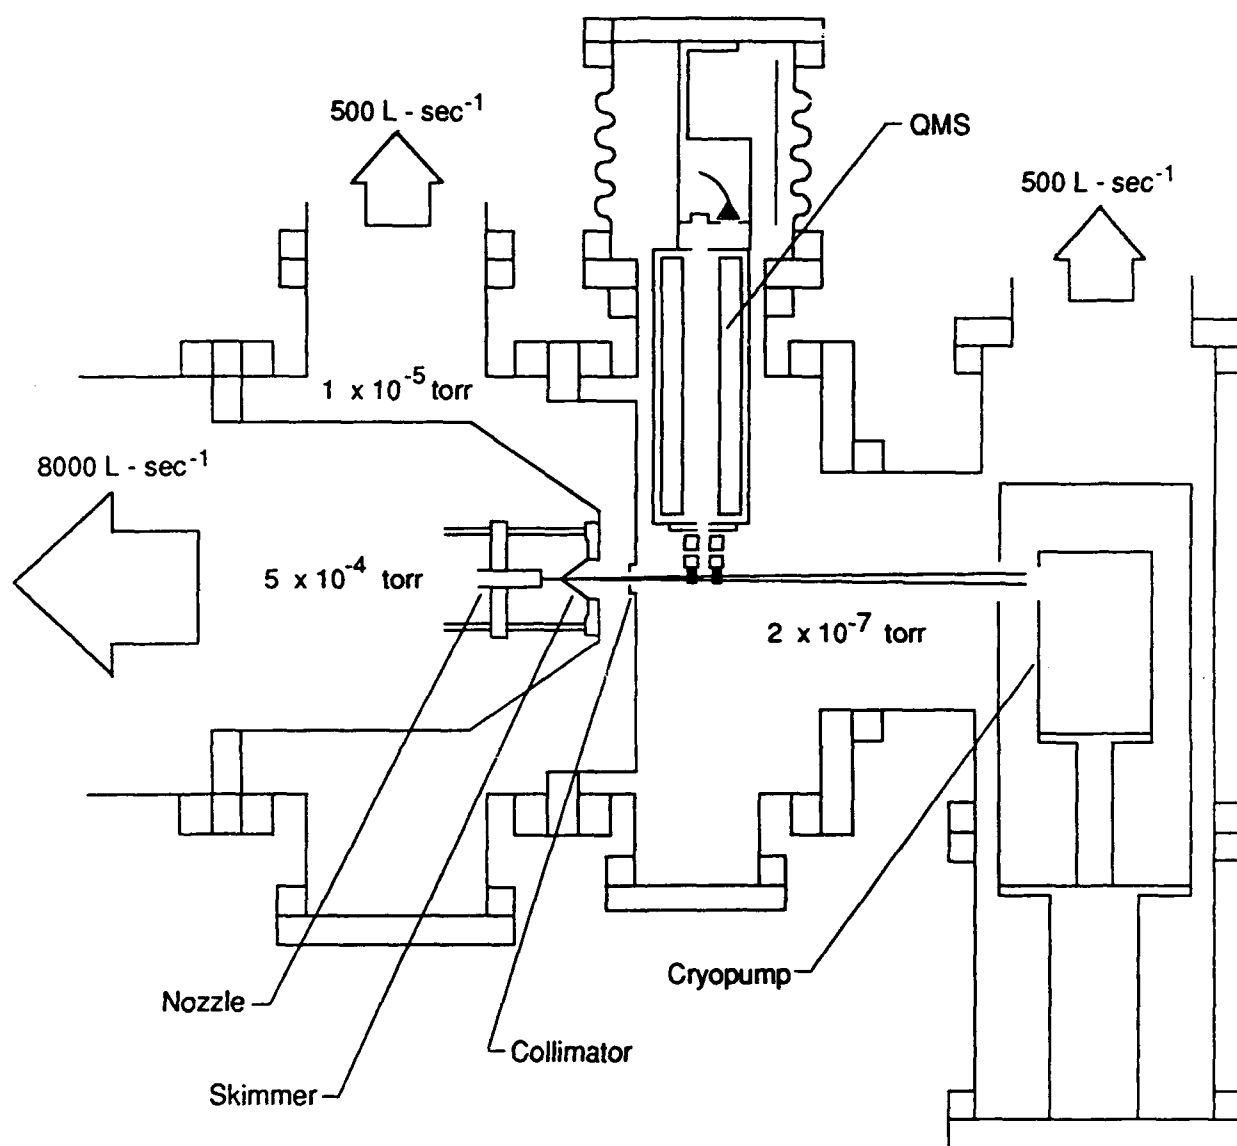 500 L - sec⁻¹
QMS
500 L - sec⁻¹
1 x 10⁻⁵ torr
8000 L - sec⁻¹
5 x 10⁻⁴ torr
2 x 10⁻⁷ torr
Cryopump
Nozzle
Collimator
Skimmer